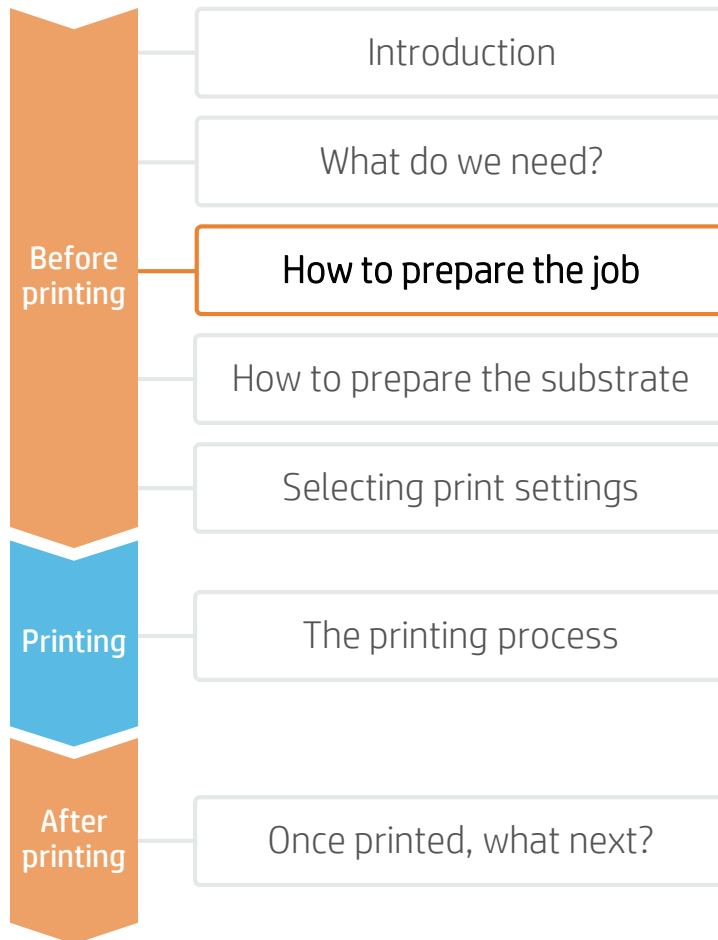 Before
printing
Introduction
What do we need?
How to prepare the job
How to prepare the substrate
Selecting print settings
Printing
The printing process
After
printing
Once printed, what next?